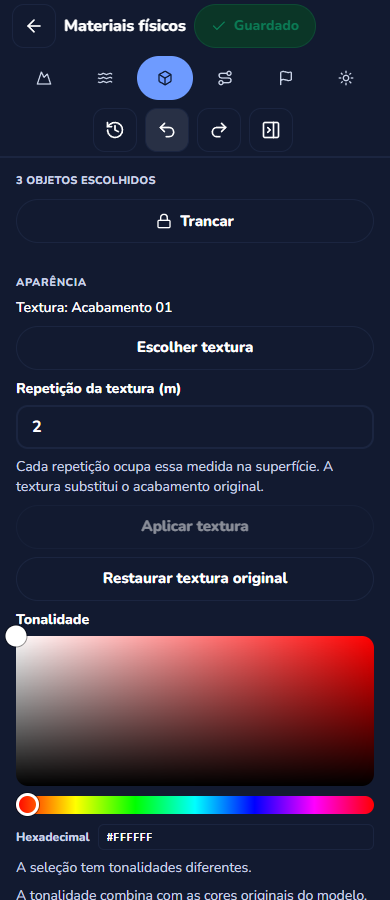 Materiais físicos
Guardado
3 OBJETOS ESCOLHIDOS
Trancar
APARÊNCIA
Textura: Acabamento 01
Escolher textura
Repetição da textura (m)
2
Cada repetição ocupa essa medida na superfície. A
textura substitui o acabamento original.
Aplicar textura
Restaurar textura original
Tonalidade
Hexadecimal #FFFFFF
A seleção tem tonalidades diferentes.
A tonalidade combina com as cores originais do modelo.